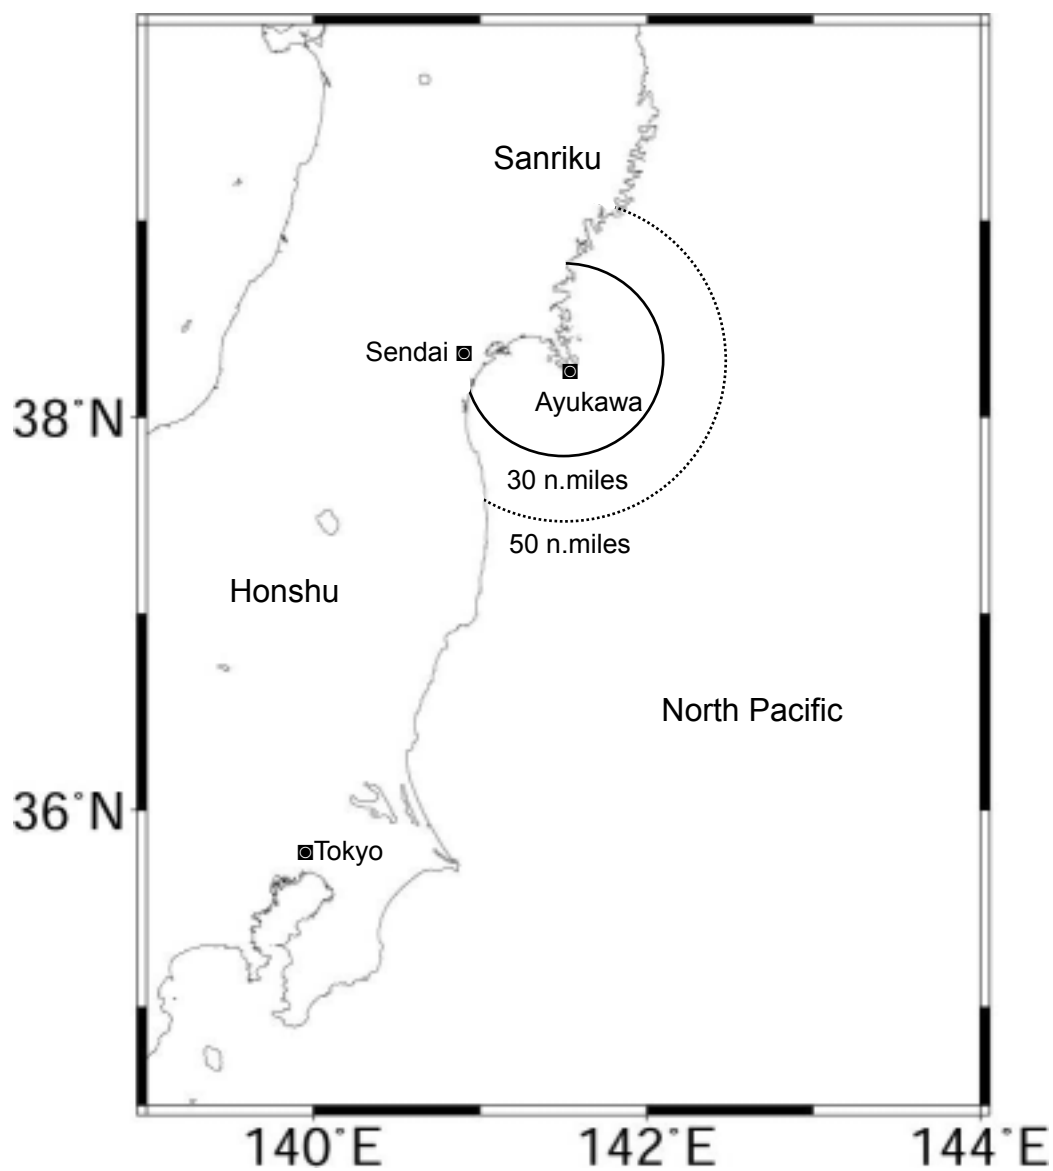 Sanriku
Sendai
Ayukawa
38°N
30 n.miles
50 n.miles
Honshu
North Pacific
36°N
Tokyo
140°E
142°E
144°E